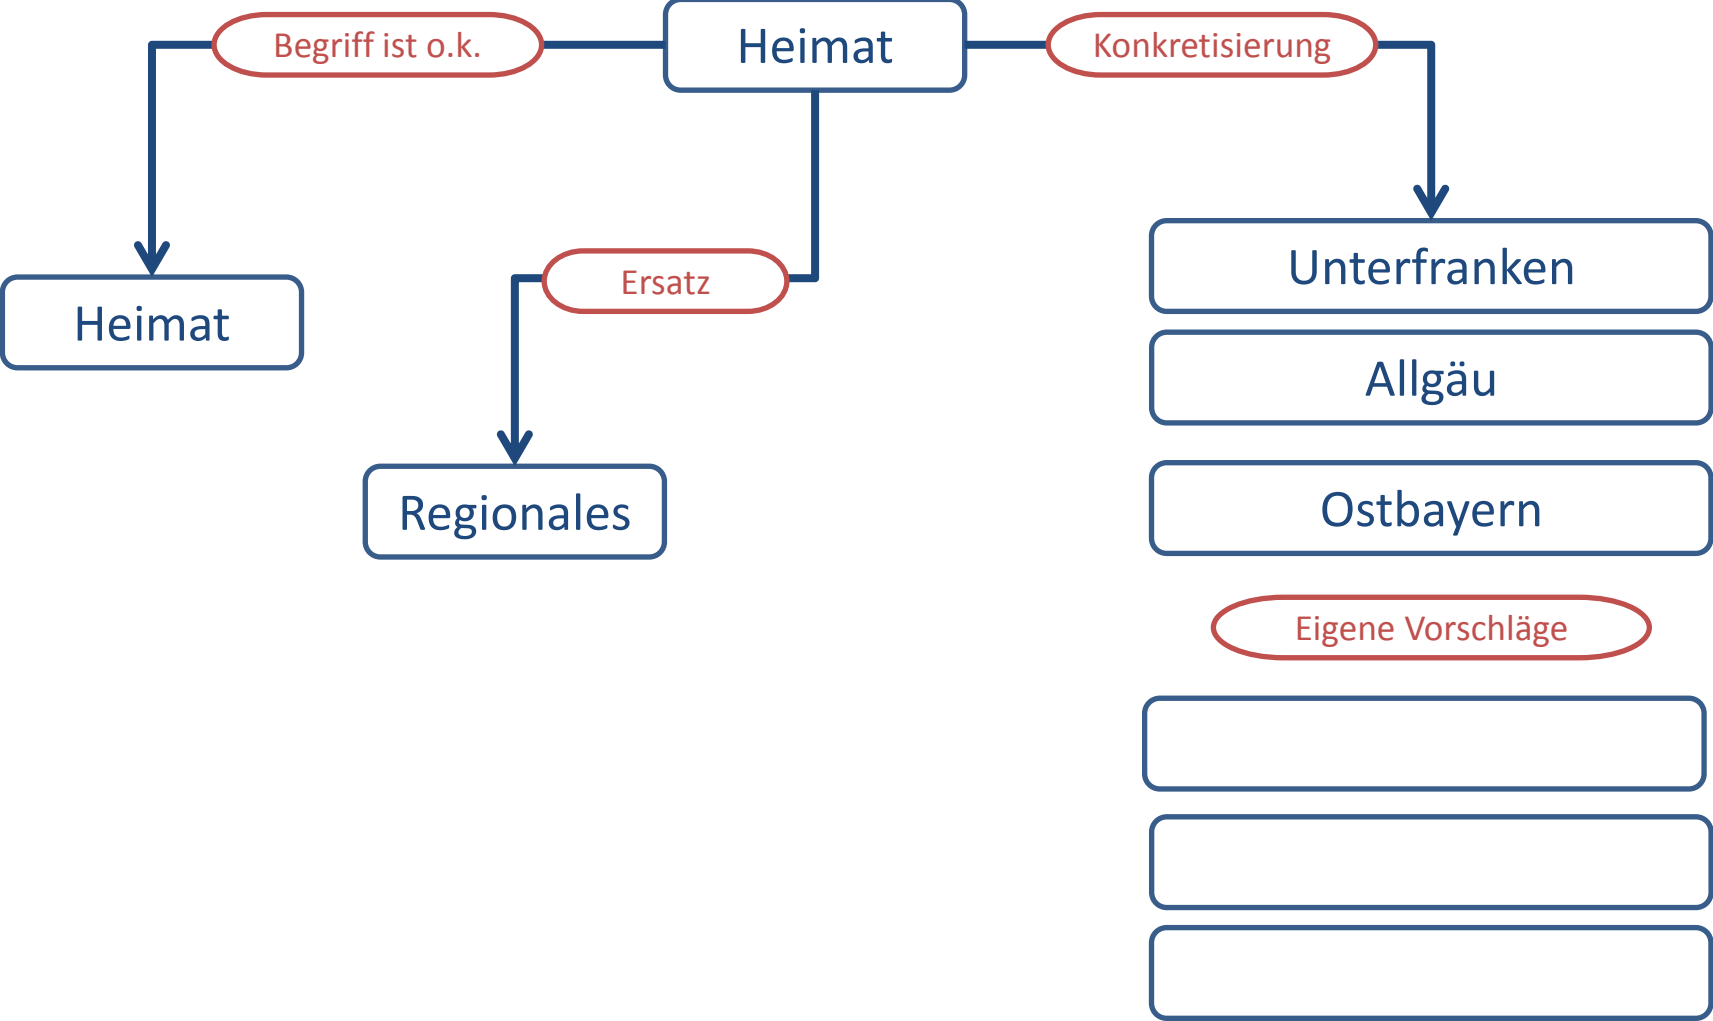 Begriff ist o.k.
Heimat
Konkretisierung
Heimat
Ersatz
Regionales
Unterfranken
Allgäu
Ostbayern
Eigene Vorschläge